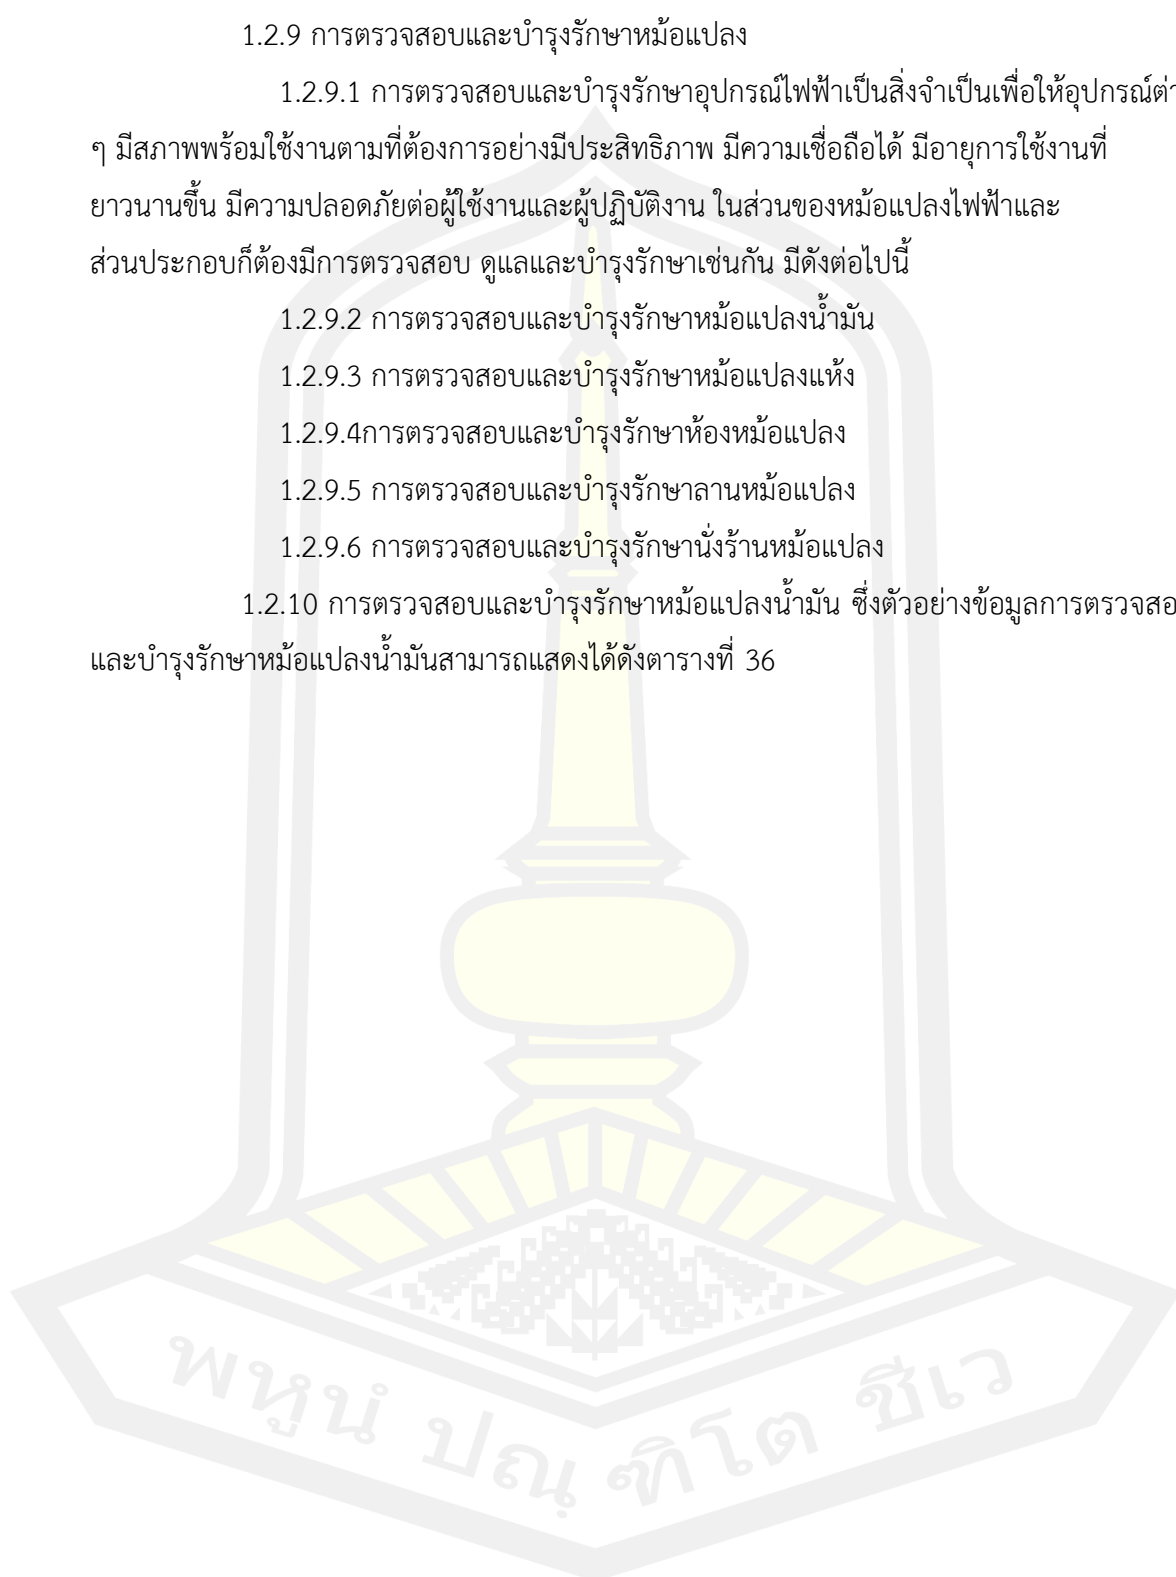 1.2.9 การตรวจสอบและบำรุงรักษาหม้อแปลง
1.2.9.1 การตรวจสอบและบำรุงรักษาอุปกรณ์ไฟฟ้าเป็นสิ่งจำเป็นเพื่อให้อุปกรณ์ต่า
ๆ มีสภาพพร้อมใช้งานตามที่ต้องการอย่างมีประสิทธิภาพ มีความเชื่อถือได้ มีอายุการใช้งานที่
ยาวนานขึ้น มีความปลอดภัยต่อผู้ใช้งานและผู้ปฏิบัติงาน ในส่วนของหม้อแปลงไฟฟ้าและ
ส่วนประกอบก็ต้องมีการตรวจสอบ ดูแลและบำรุงรักษาเช่นกัน มีดังต่อไปนี้
1.2.9.2 การตรวจสอบและบำรุงรักษาหม้อแปลงน้ำมัน
1.2.9.3 การตรวจสอบและบำรุงรักษาหม้อแปลงแห้ง
1.2.9.4การตรวจสอบและบำรุงรักษาห้องหม้อแปลง
1.2.9.5 การตรวจสอบและบำรุงรักษาลานหม้อแปลง
1.2.9.6 การตรวจสอบและบำรุงรักษานั่งร้านหม้อแปลง
1.2.10 การตรวจสอบและบำรุงรักษาหม้อแปลงน้ำมัน ซึ่งตัวอย่างข้อมูลการตรวจสอ
และบำรุงรักษาหม้อแปลงน้ำมันสามารถแสดงได้ดังตารางที่ 36
พหูนํ ปณฺฑิโต ชีเว